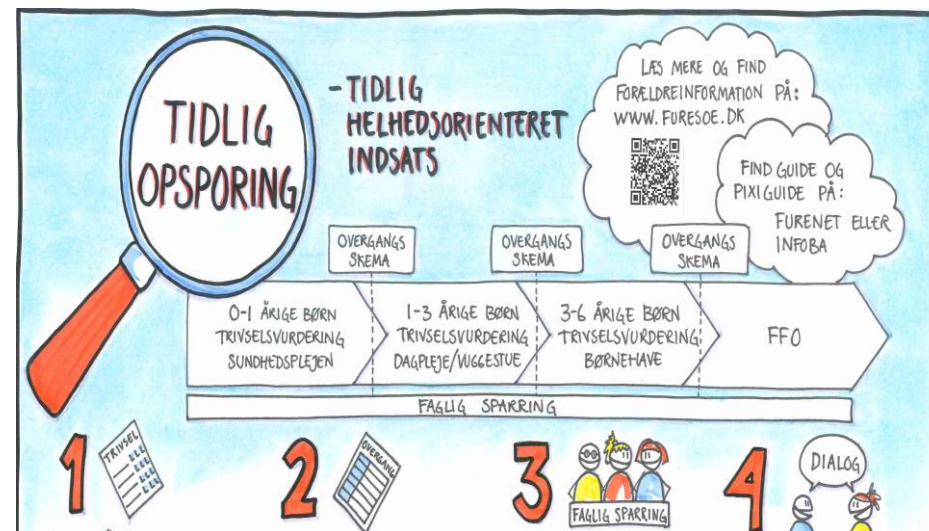 TIDLIG
OPSPORING
- TIDLIG
HELHEDSORIENTERET
INDSATS
LÆS MERE OG FIND
FORÆLDREINFORMATION PÅ:
WWW.FURESOE.DK
FIND GUIDE OG
PIXIGUIDE PÅ:
FURENET ELLER
INFOBA
OVERGANGS
SKEMA
OVERGANGS
SKEMA
OVERGANGS
SKEMA
0-1 ÅRIGE BØRN
TRIVSELSVURDERING
SUNDHEDSPLEJEN
1-3 ÅRIGE BØRN
TRIVSELSVURDERING
DAGPLEJE/VUGGESTUE
3-6 ÅRIGE BØRN
TRIVSELSVURDERING
BØRNEHAVE
FFO
FAGLIG SPARRING
1
TRIVSEL
2
OVERGANG
3
FAGLIG SPARRING
4
DIALOG